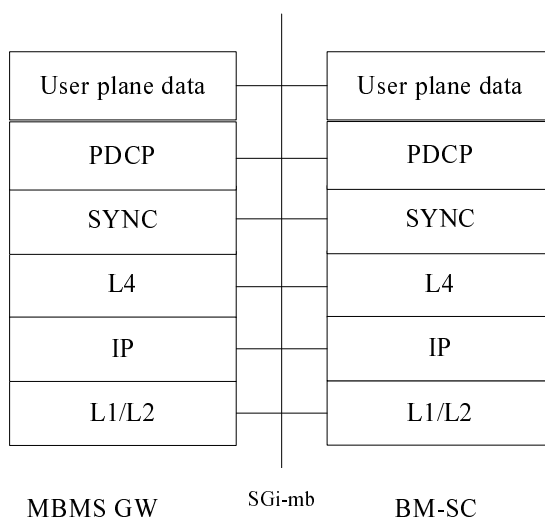 User plane data
User plane data
PDCP
PDCP
SYNC
SYNC
L4
L4
IP
IP
L1/L2
L1/L2
MBMS GW
SGi-mb
BM-SC